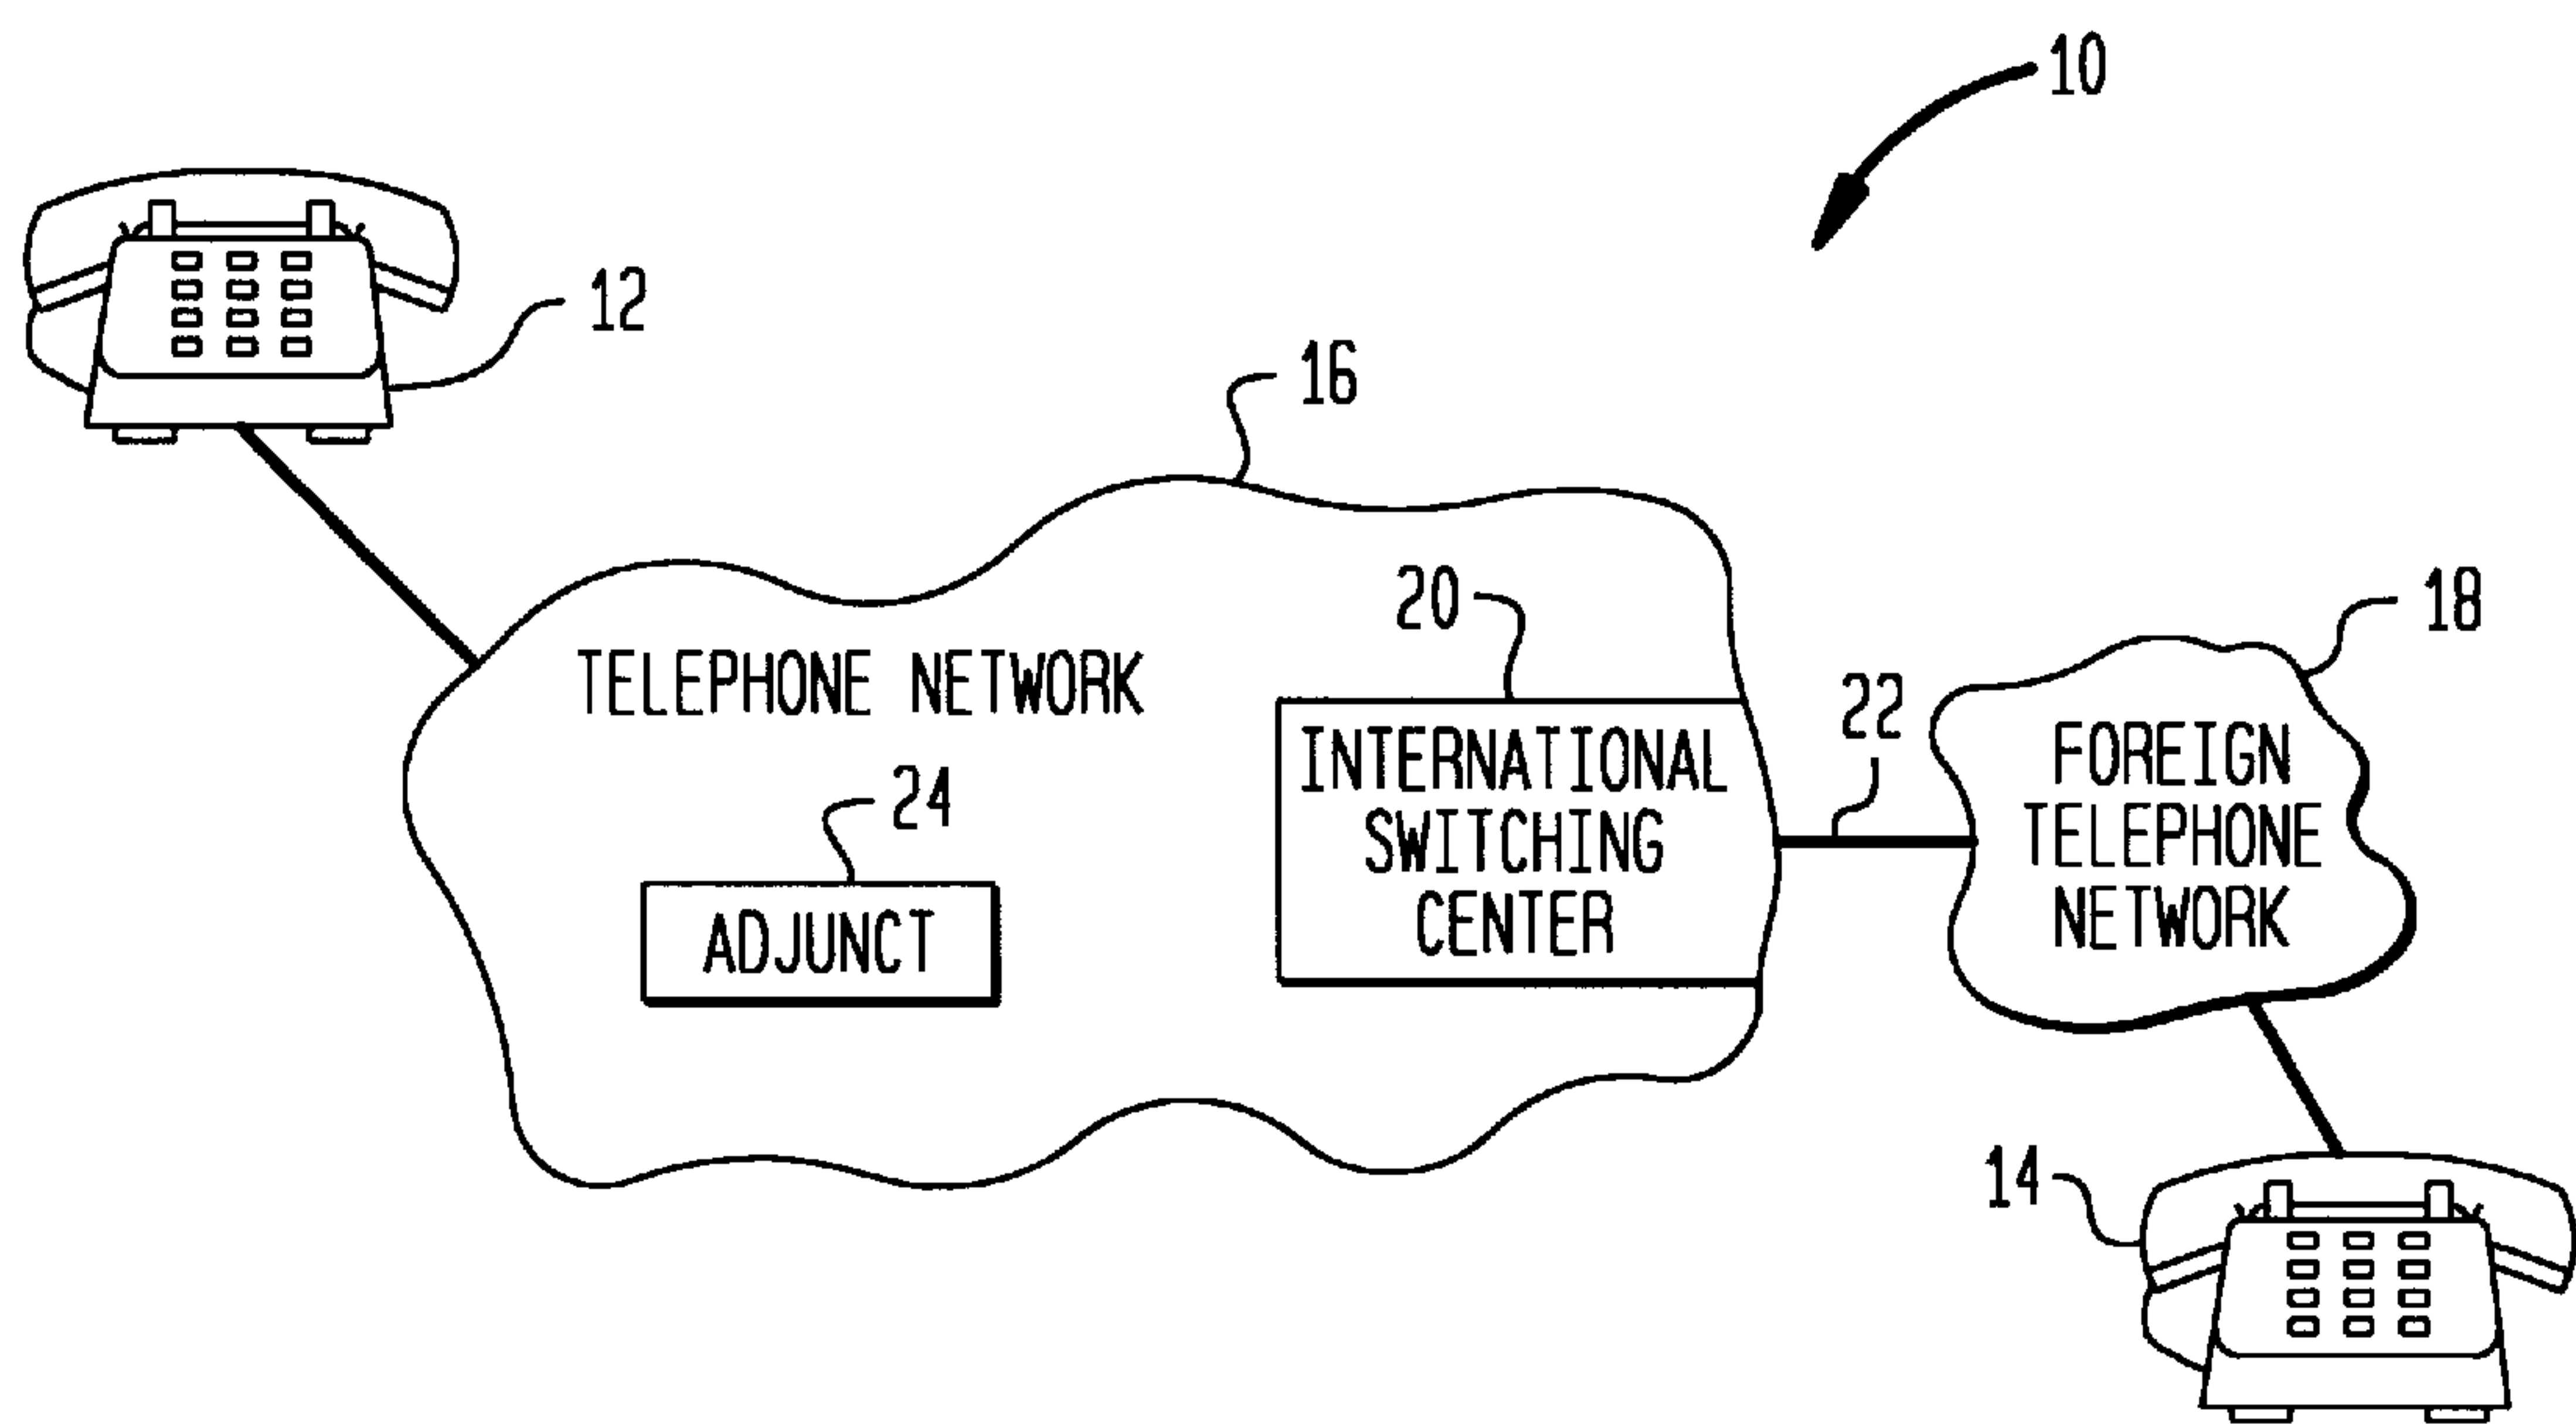 10
12
16
20
18
TELEPHONE NETWORK
22
INTERNATIONAL
SWITCHING
CENTER
FOREIGN
TELEPHONE
NETWORK
24
ADJUNCT
14